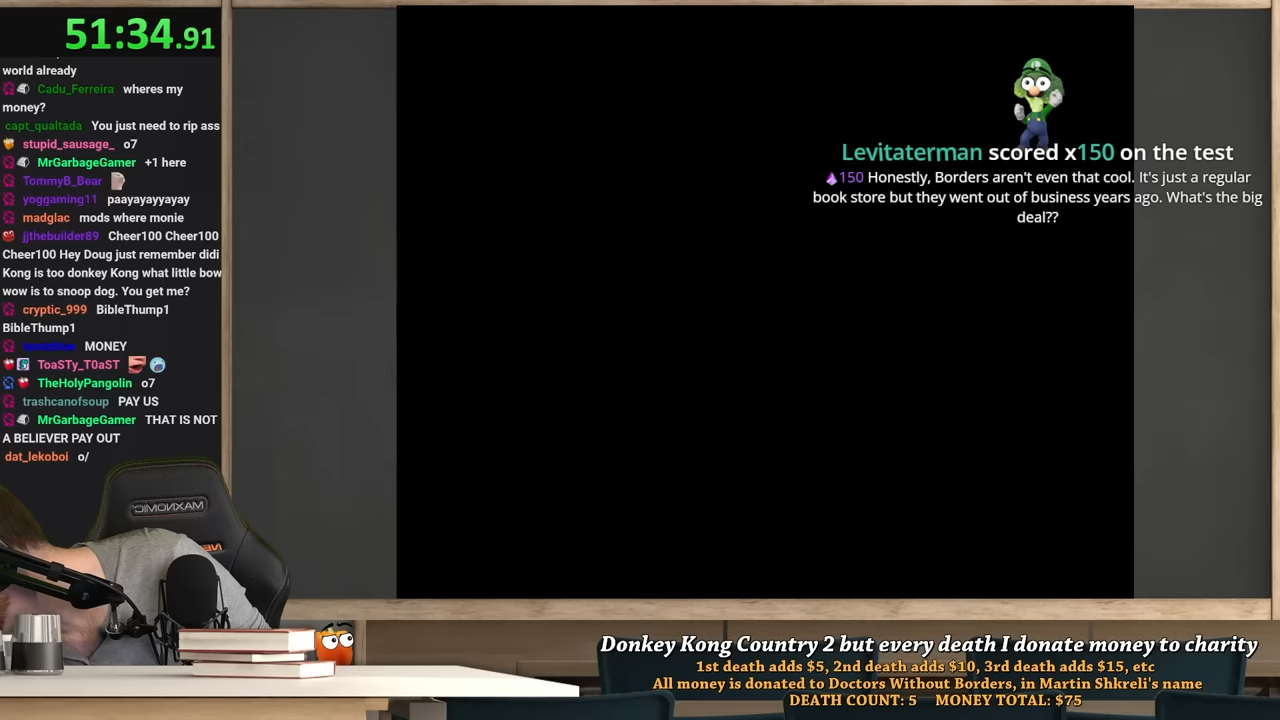 51:34.91
world already
Cadu_Ferreira wheres my
money?
capt_qualtada You just need to rip ass
stupid_sausage_ o7
MrGarbageGamer +1 here
TommyB_Bear
yoggaming11 paayayayyayay
madglac mods where monie
jjthebuilder89 Cheer100 Cheer100
Cheer100 Hey Doug just remember didi
Kong is too donkey Kong what little bow
wow is to snoop dog. You get me?
cryptic_999 BibleThump1
BibleThump1
MONEY
ToaSTy_T0aST
TheHolyPangolin o7
trashcanofsoup PAY US
MrGarbageGamer THAT IS NOT
A BELIEVER PAY OUT
dat_lekoboi o/
Levitaterman scored x150 on the test
150 Honestly, Borders aren't even that cool. It's just a regular
book store but they went out of business years ago. What's the big
deal??
MAXNOMIC
Donkey Kong Country 2 but every death I donate money to charity
1st death adds $5, 2nd death adds $10, 3rd death adds $15, etc
All money is donated to Doctors Without Borders, in Martin Shkreli's name
DEATH COUNT: 5 MONEY TOTAL: $75